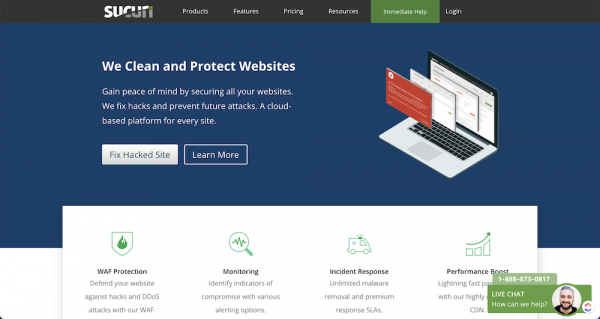 SUCURI Products Features Pricing Resources Immediate Help Login
We Clean and Protect Websites
Gain peace of mind by securing all your websites.
We fix hacks and prevent future attacks. A cloud-
based platform for every site.
Fix Hacked Site Learn More
WAF Protection
Defend your website
against hacks and DDoS
attacks with our WAF.
Monitoring
Identify indicators of
compromise with various
alerting options.
Incident Response
Unlimited malware
removal and premium
response SLAs.
Performance Boost
Lightning fast pa
with our highly
CDN.
1-888-873-0817
LIVE CHAT
How can we help?